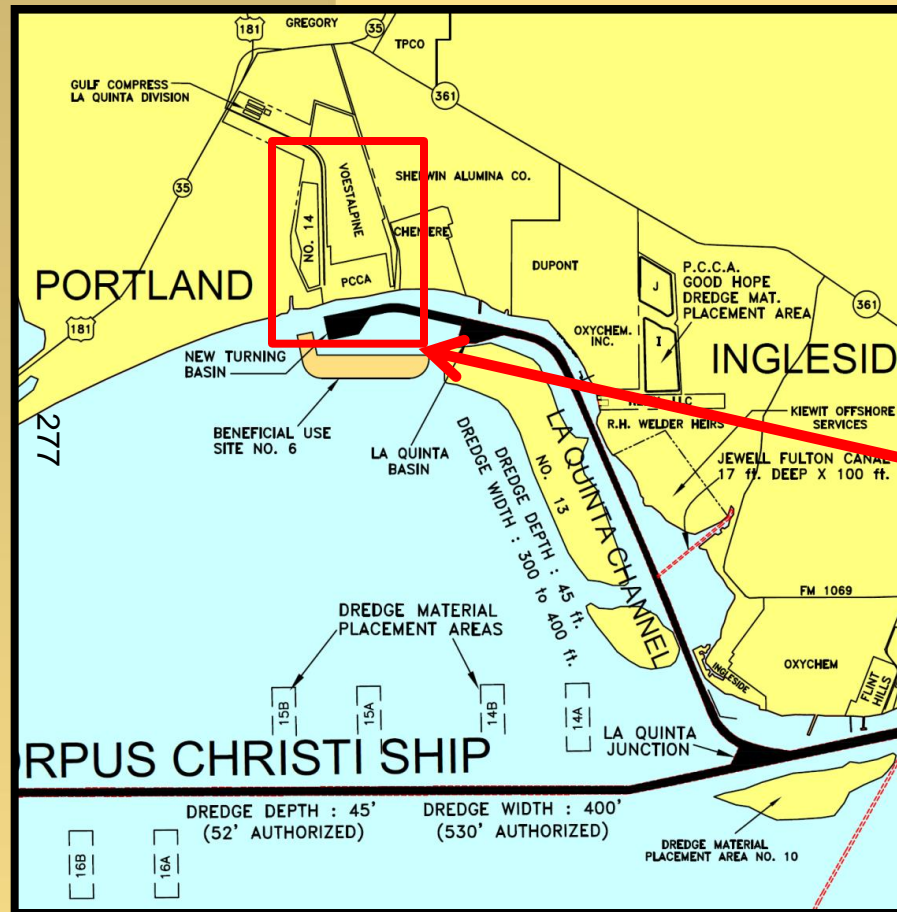 GREGORY
181
35
TPCO
GULF COMPRESS
LA QUINTA DIVISION
361
35
VOESTALPINE
SHERWIN ALUMINA CO.
NO. 14
CHENIERE
PCCA
DUPONT
P.C.C.A.
GOOD HOPE
DREDGE MAT.
PLACEMENT AREA
J
I
361
PORTLAND
181
OXYCHEM.
INC.
INGLESID
NEW TURNING
BASIN
R.H. WELDER HEIRS
KIEWIT OFFSHORE
SERVICES
277
BENEFICIAL USE
SITE NO. 6
LA QUINTA
BASIN
JEWELL FULTON CANAL
17 ft. DEEP X 100 ft.
NO. 13
LA QUINTA CHANNEL
DREDGE DEPTH : 45 ft.
DREDGE WIDTH : 300 to 400 ft.
FM 1069
DREDGE MATERIAL
PLACEMENT AREAS
INGLESIDE
OXYCHEM
FLINT
HILLS
15B
15A
14B
14A
LA QUINTA
JUNCTION
ORPUS CHRISTI SHIP
DREDGE DEPTH : 45'
(52' AUTHORIZED)
DREDGE WIDTH : 400'
(530' AUTHORIZED)
16B
16A
DREDGE MATERIAL
PLACEMENT AREA NO. 10